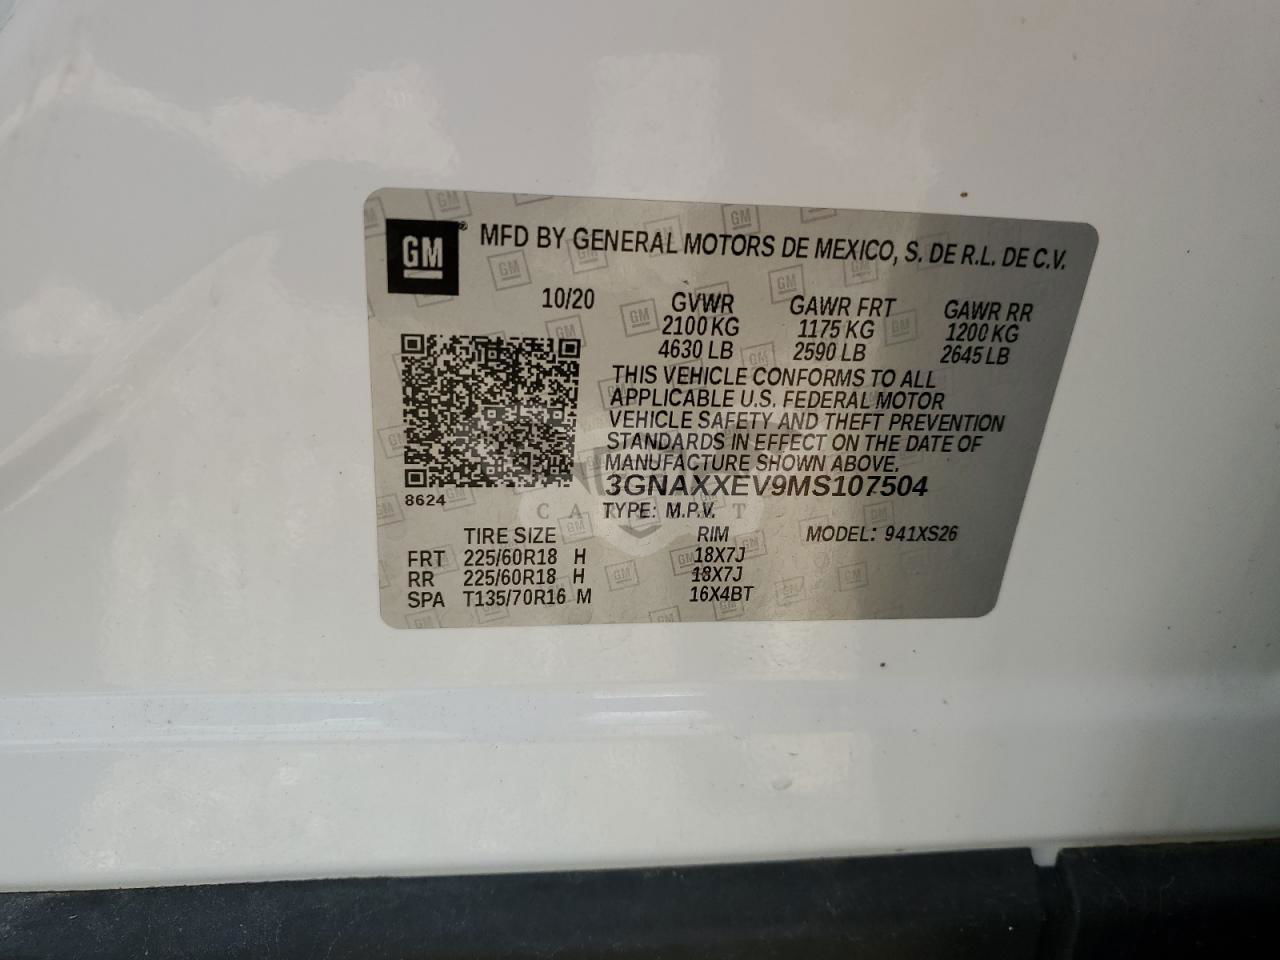 GM® MFD BY GENERAL MOTORS DE MEXICO, S. DE R.L. DE C.V.
10/20 GVWR GAWR FRT GAWR RR
2100 KG 1175 KG 1200 KG
4630 LB 2590 LB 2645 LB
THIS VEHICLE CONFORMS TO ALL
APPLICABLE U.S. FEDERAL MOTOR
VEHICLE SAFETY AND THEFT PREVENTION
STANDARDS IN EFFECT ON THE DATE OF
MANUFACTURE SHOWN ABOVE.
3GNAXXEV9MS107504
8624 TYPE: M.P.V.
TIRE SIZE RIM MODEL: 941XS26
FRT 225/60R18 H 18X7J
RR 225/60R18 H 18X7J
SPA T135/70R16 M 16X4BT